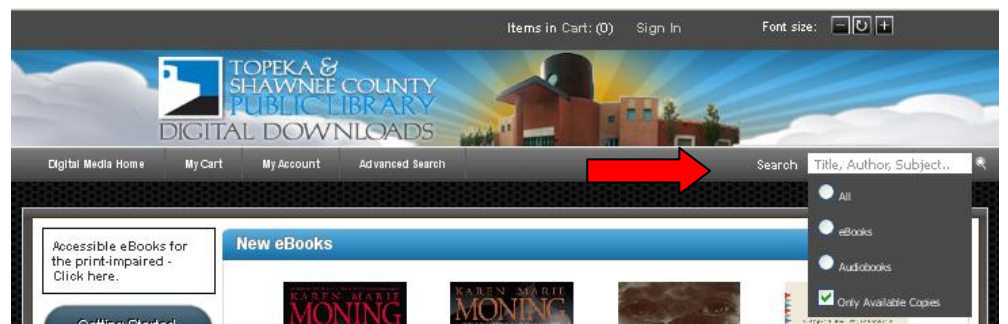 Items in Cart: (0) Sign In Font size:
TOPEKA &
SHAWNEE COUNTY
PUBLIC LIBRARY
DIGITAL DOWNLOADS
Digital Media Home My Cart My Account Advanced Search Search Title, Author, Subject..
All
eBooks
Audiobooks
Only Available Copies
Accessible eBooks for
the print-impaired -
Click here.
Getting Started
New eBooks
KAREN MARIE
MONING
KAREN MARIE
MONING